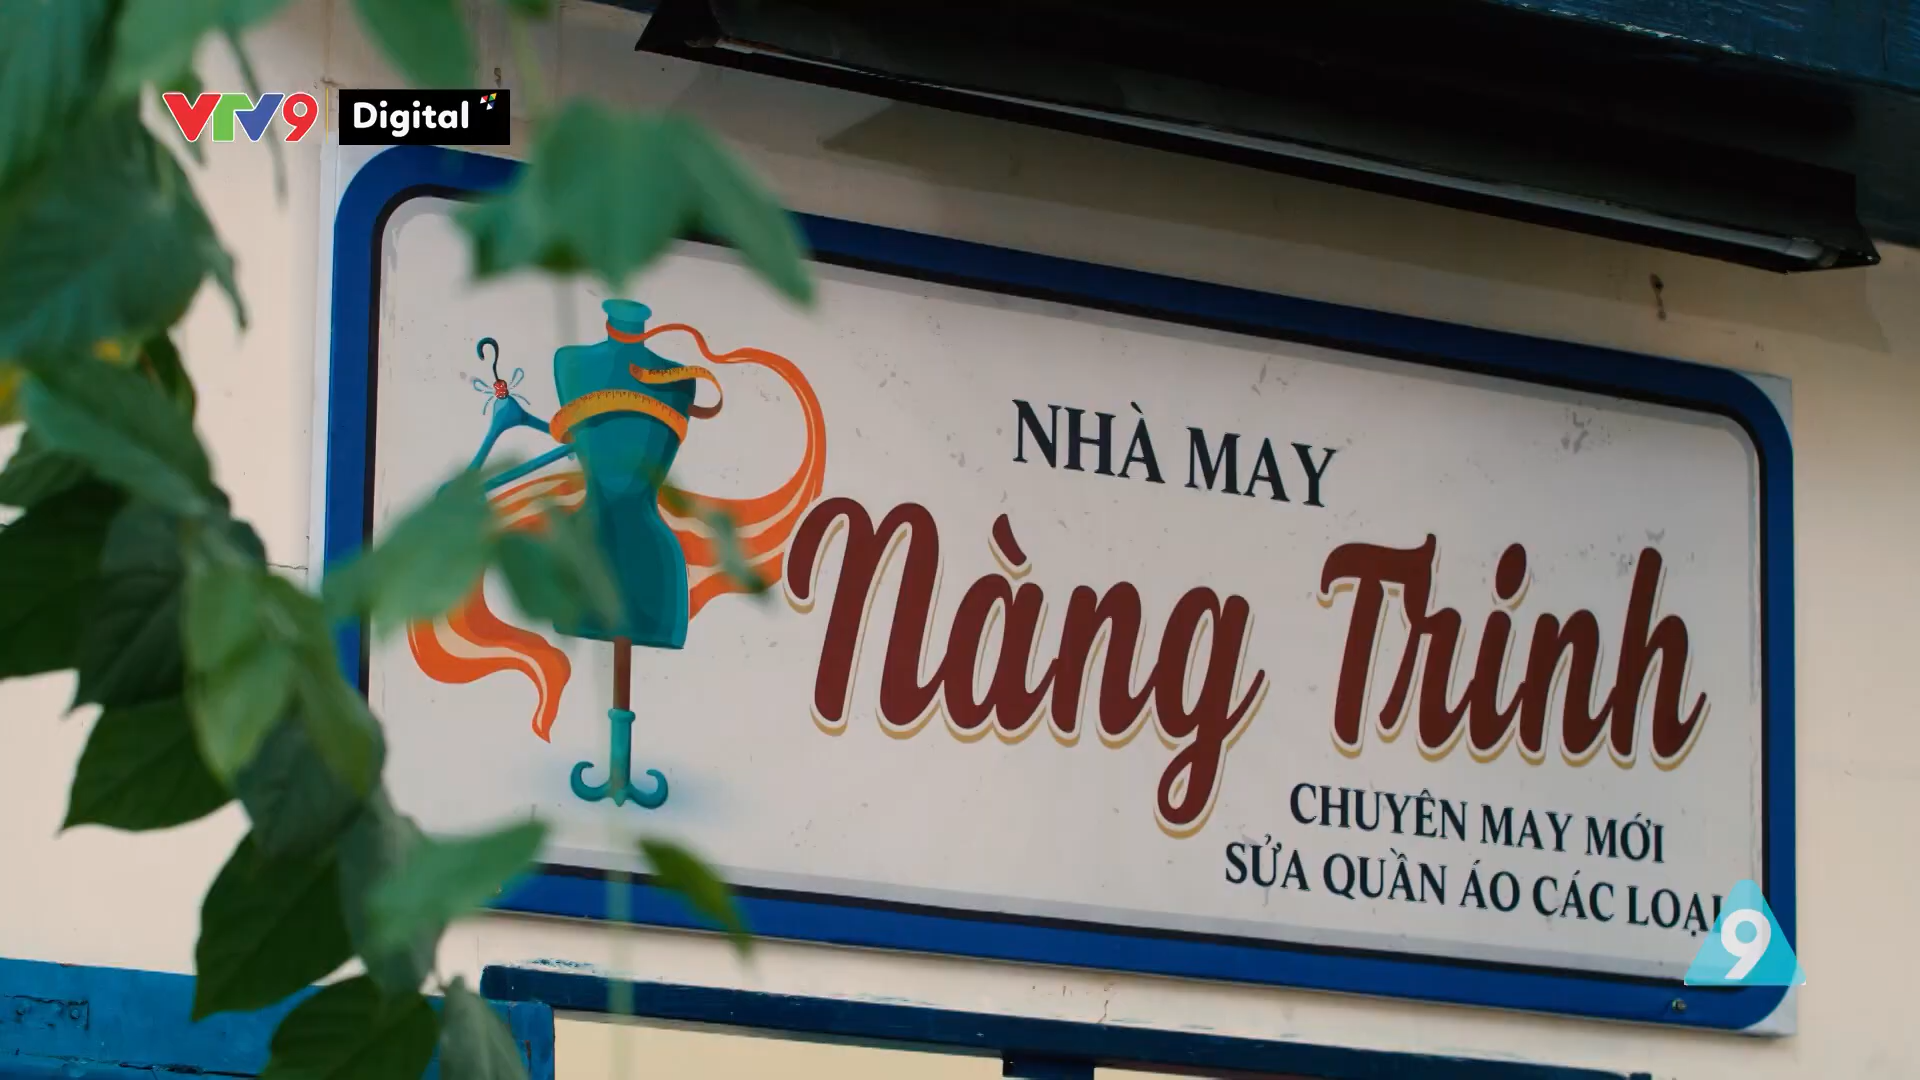 VTV9 Digital
NHÀ MAY
Nàng Trinh
CHUYÊN MAY MỚI
SỬA QUẦN ÁO CÁC LOẠI
9